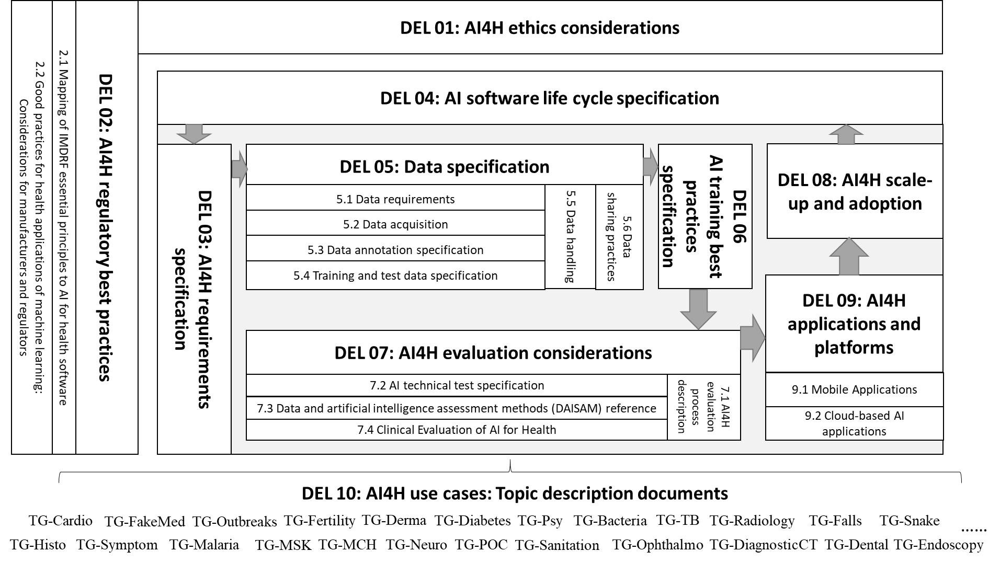 DEL 01: AI4H ethics considerations
2.2 Good practices for health applications of machine learning:
Considerations for manufacturers and regulators
2.1 Mapping of IMDRF essential principles to AI for health software
DEL 02: AI4H regulatory best practices
DEL 04: AI software life cycle specification
DEL 03: AI4H requirements
specification
DEL 05: Data specification
5.1 Data requirements
5.2 Data acquisition
5.3 Data annotation specification
5.4 Training and test data specification
5.5 Data handling
5.6 Data
sharing practices
DEL 06
AI training best
practices
specification
DEL 07: AI4H evaluation considerations
7.2 AI technical test specification
7.3 Data and artificial intelligence assessment methods (DAISAM) reference
7.4 Clinical Evaluation of AI for Health
7.1 AI4H
evaluation
process
description
DEL 08: AI4H scale-
up and adoption
DEL 09: AI4H
applications and
platforms
9.1 Mobile Applications
9.2 Cloud-based AI
applications
DEL 10: AI4H use cases: Topic description documents
TG-Cardio TG-FakeMed TG-Outbreaks TG-Fertility TG-Derma TG-Diabetes TG-Psy TG-Bacteria TG-TB TG-Radiology TG-Falls TG-Snake ......
TG-Histo TG-Symptom TG-Malaria TG-MSK TG-MCH TG-Neuro TG-POC TG-Sanitation TG-Ophthalmo TG-DiagnosticCT TG-Dental TG-Endoscopy